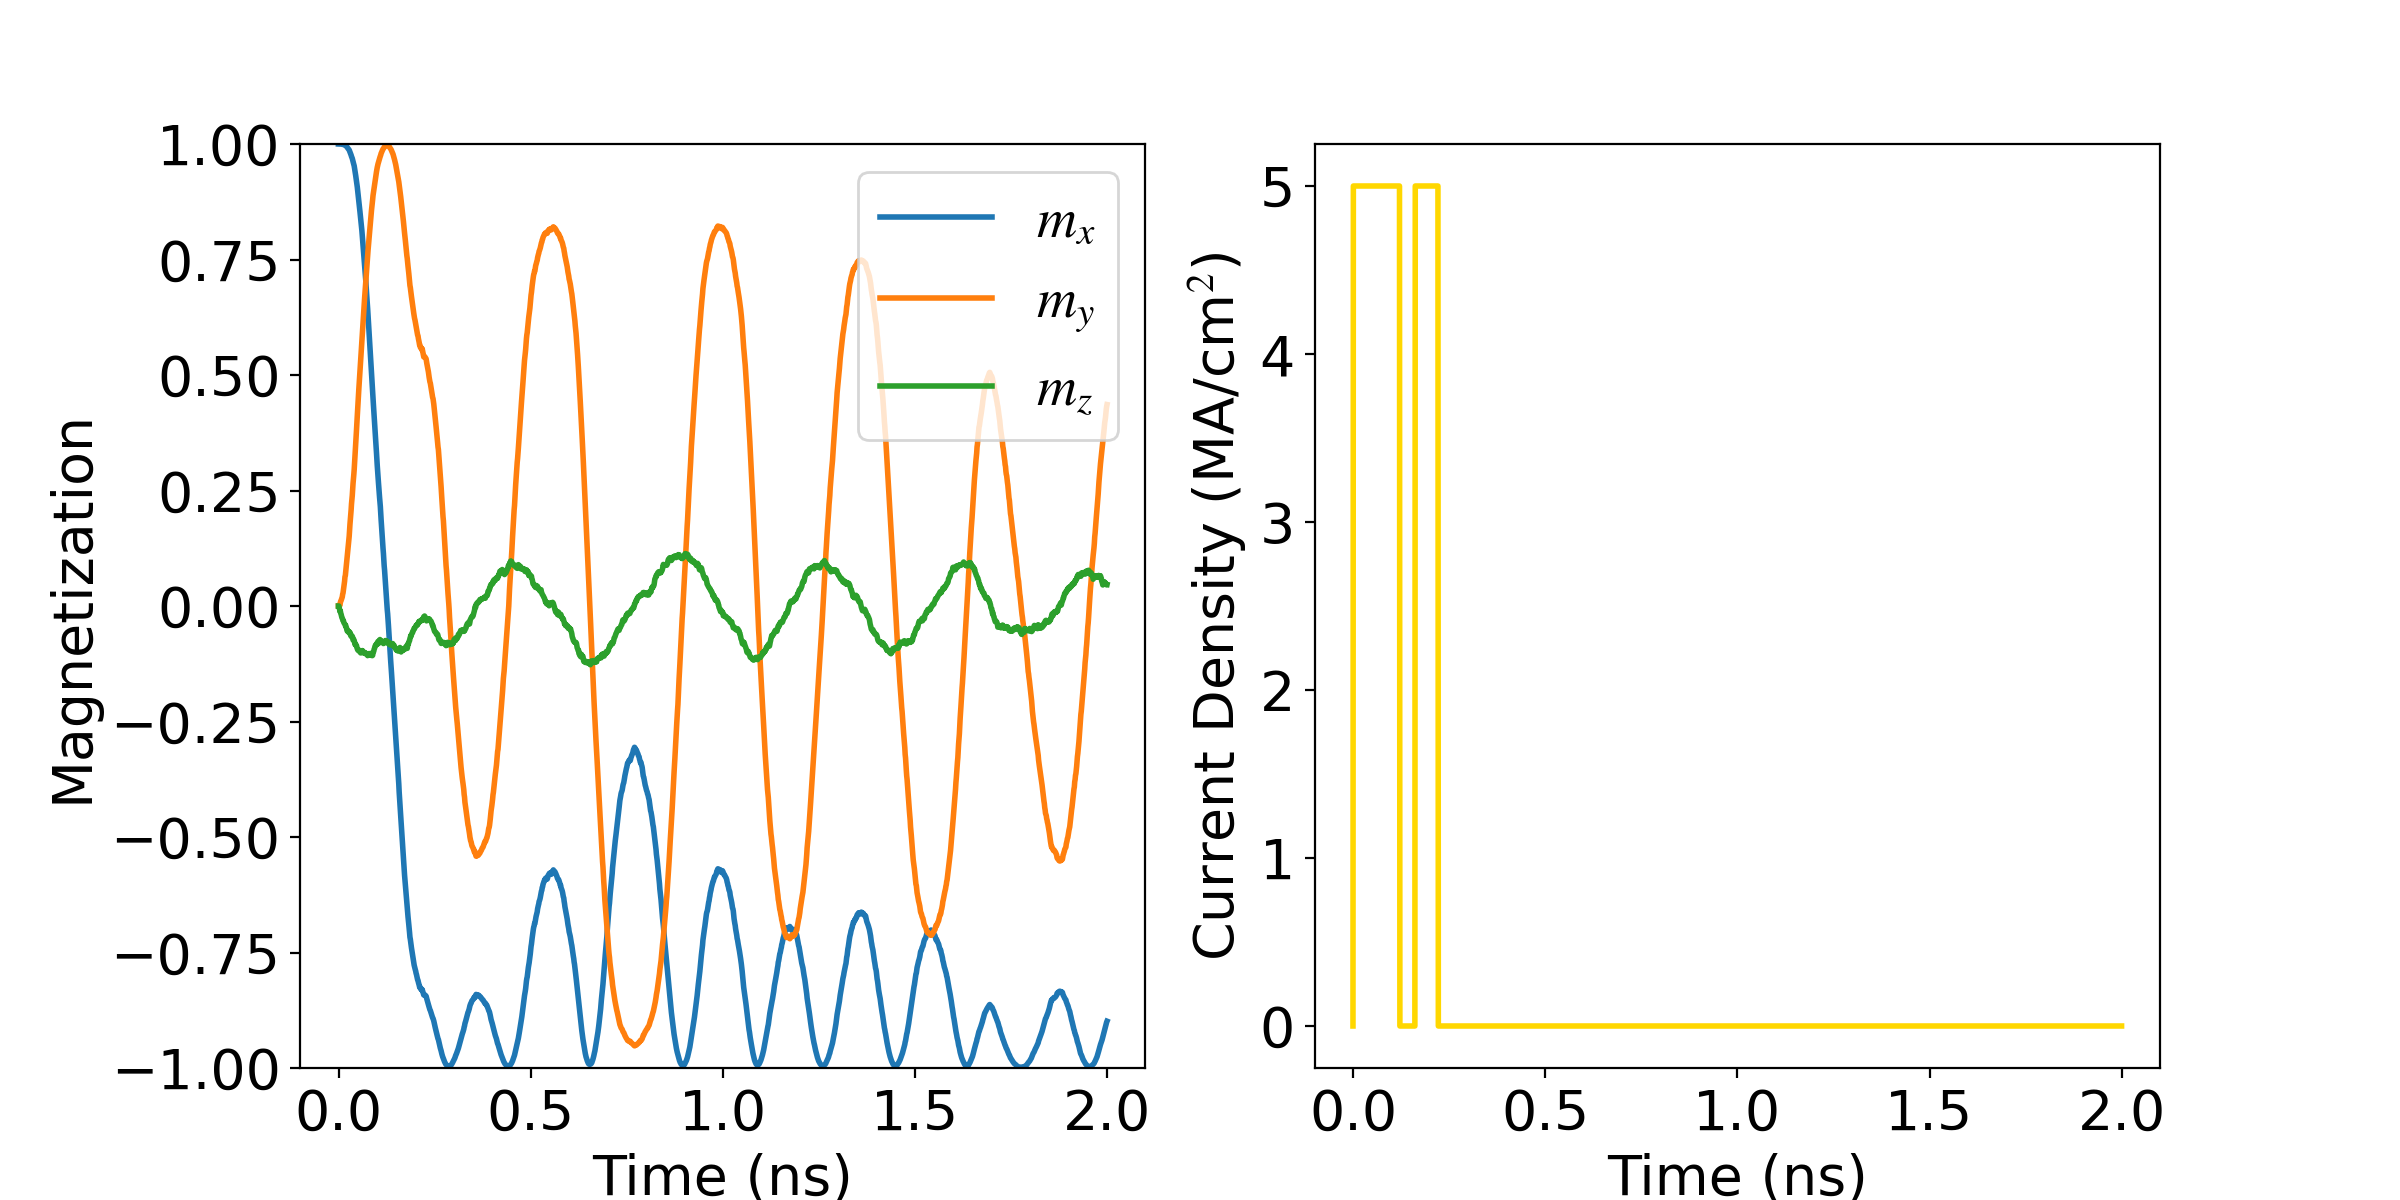 Magnetization
1.00
0.75
0.50
0.25
0.00
−0.25
−0.50
−0.75
−1.00
0.0 0.5 1.0 1.5 2.0
Time (ns)
m_x
m_y
m_z
Current Density (MA/cm²)
5
4
3
2
1
0
0.0 0.5 1.0 1.5 2.0
Time (ns)